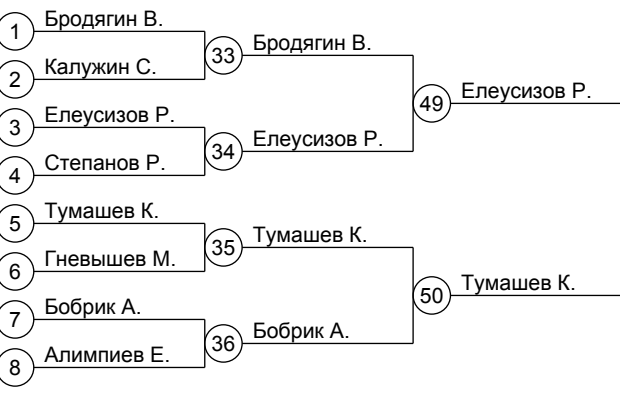 1 Бродягин В.
2 Калужин С.
3 Елеусизов Р.
4 Степанов Р.
5 Тумашев К.
6 Гневышев М.
7 Бобрик А.
8 Алимпиев Е.
33 Бродягин В.
34 Елеусизов Р.
35 Тумашев К.
36 Бобрик А.
49 Елеусизов Р.
50 Тумашев К.